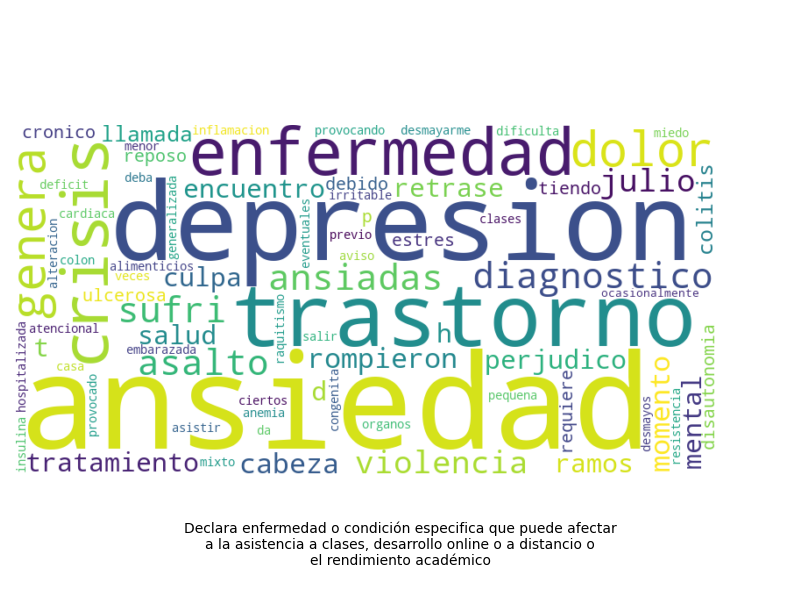 cronico
llamada
inflamacion
provocando
desmayarme
dificulta
miedo
menor
enfermedad
dolor
reposo
genera
crisis
deficit
deba
generalizada
encuentro
debido
irritable
retrase
tiendo
julio
colitis
depresion
cardiaca
alteracion
eventuales
p
clases
previo
estres
colon
alimenticios
aviso
veces
culpa
ansiadas
diagnostico
ulcerosa
ocasionalmente
sufri
trastorno
raquitismo
hospitalizada
atencional
t
salud
salir
h
embarazada
asalto
rompieron
perjudico
disautonomia
casa
ansiedad
provocado
ciertos
d
congenita
pequena
requiere
momento
mental
anemia
insulina
asistir
da
organos
desmayos
resistencia
tratamiento
mixto
cabeza
violencia
ramos
Declara enfermedad o condición especifica que puede afectar
a la asistencia a clases, desarrollo online o a distancio o
el rendimiento académico